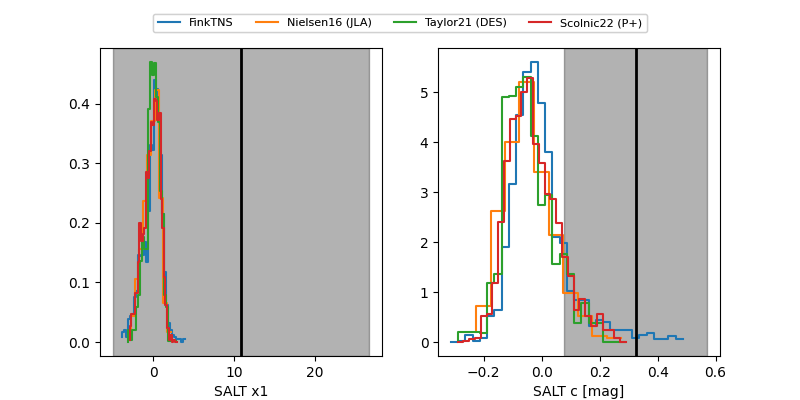 FinkTNS Nielsen16 (JLA) Taylor21 (DES) Scolnic22 (P+)
0.4
0.3
0.2
0.1
0.0
0 10 20
SALT x1
5
4
3
2
1
0
−0.2 0.0 0.2 0.4 0.6
SALT c [mag]